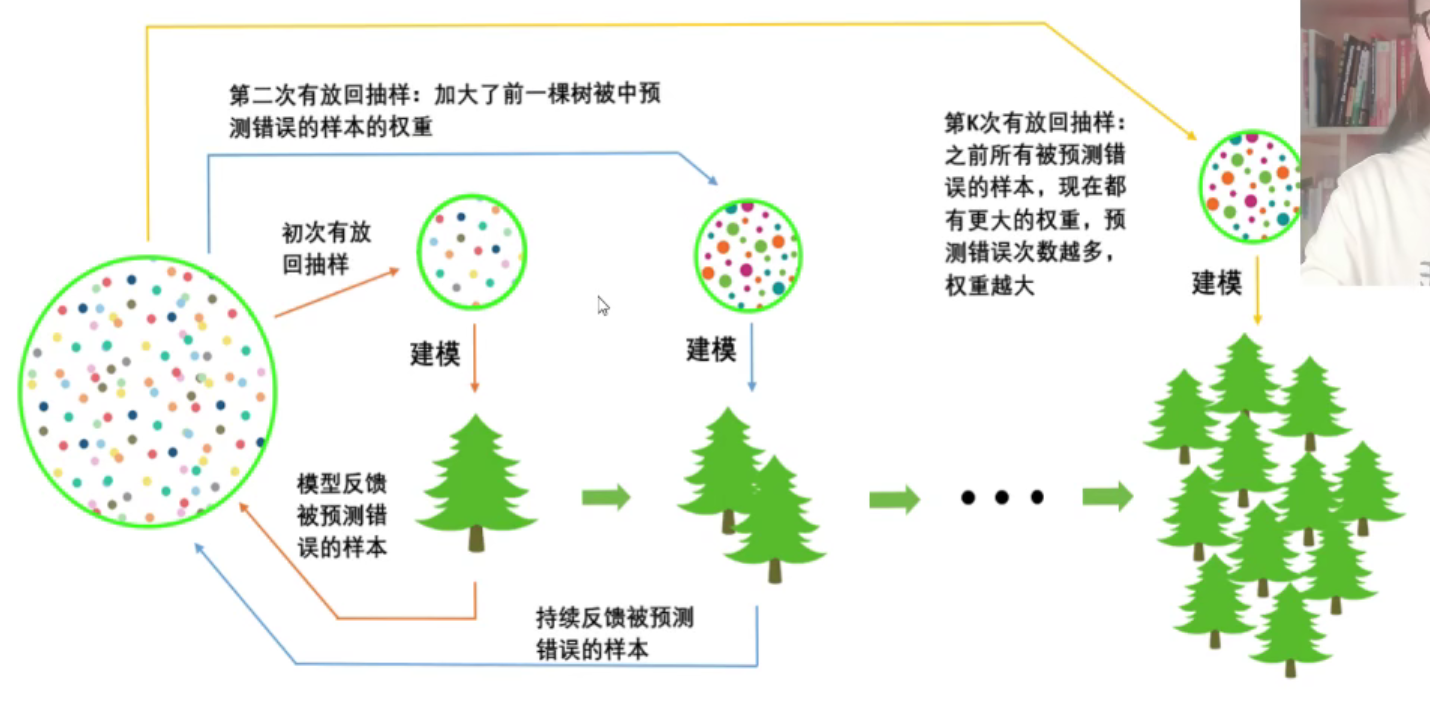 第二次有放回抽样：加大了前一棵树被中预
测错误的样本的权重
初次有放
回抽样
建模
建模
第K次有放回抽样：
之前所有被预测错
误的样本，现在都
有更大的权重，预
测错误次数越多，
权重越大
建模
模型反馈
被预测错
误的样本
持续反馈被预测
错误的样本